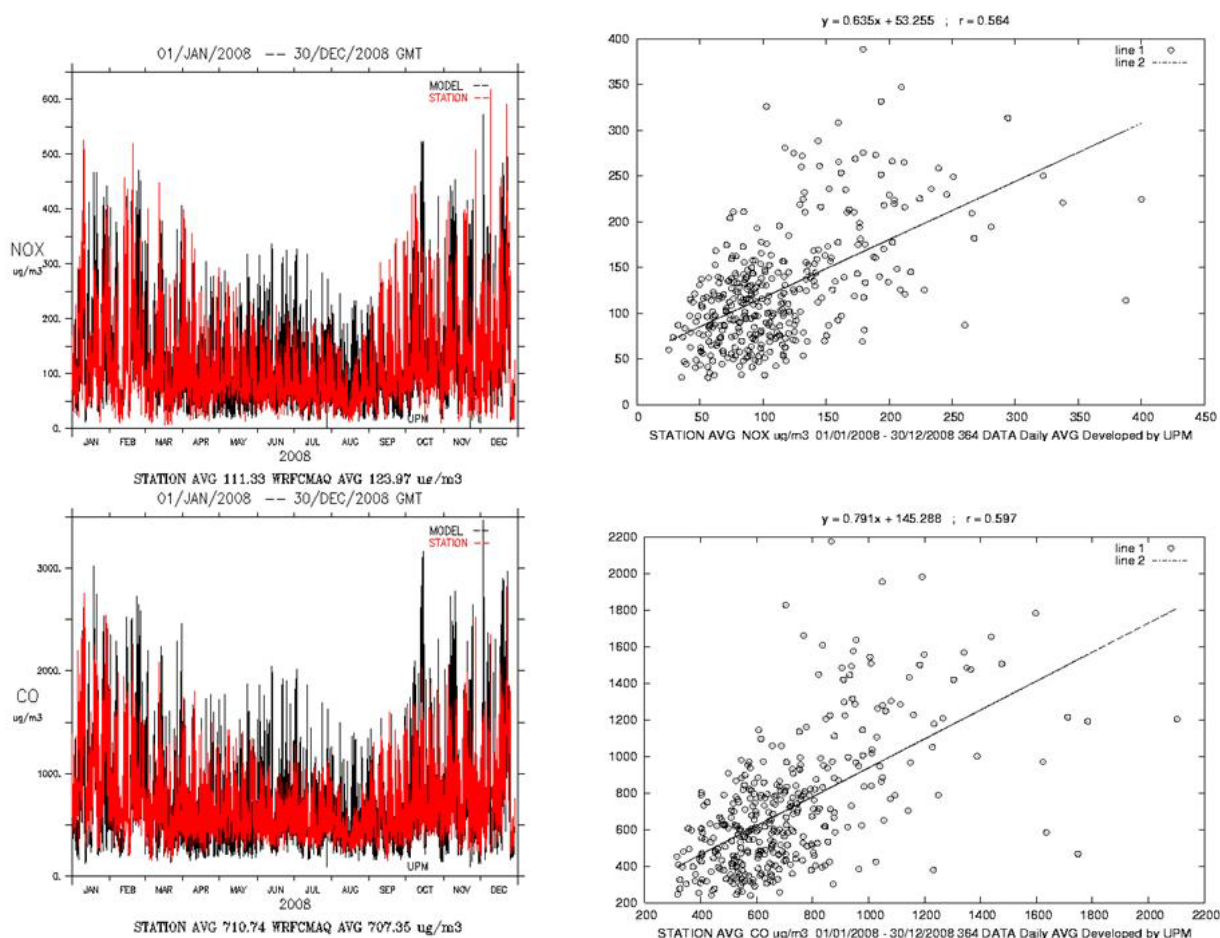 01/JAN/2008 -- 30/DEC/2008 GMT
MODEL
STATION
600.
500.
400.
NOX
ug/m3
300.
200.
100.
0.
UPM
JAN FEB MAR APR MAY JUN JUL AUG SEP OCT NOV DEC
2008
STATION AVG 111.33 WRFCMAQ AVG 123.97 ug/m3
y = 0.635x + 53.255 ; r = 0.564
line 1
line 2
400
350
300
250
200
150
100
50
0
0 50 100 150 200 250 300 350 400 450
STATION AVG NOX ug/m3 01/01/2008 - 30/12/2008 364 DATA Daily AVG Developed by UPM
01/JAN/2008 -- 30/DEC/2008 GMT
MODEL
STATION
3000.
2000.
CO
ug/m3
1000.
0.
UPM
JAN FEB MAR APR MAY JUN JUL AUG SEP OCT NOV DEC
2008
STATION AVG 710.74 WRFCMAQ AVG 707.35 ug/m3
y = 0.791x + 145.288 ; r = 0.597
line 1
line 2
2200
2000
1800
1600
1400
1200
1000
800
600
400
200
200 400 600 800 1000 1200 1400 1600 1800 2000 2200
STATION AVG CO ug/m3 01/01/2008 - 30/12/2008 364 DATA Daily AVG Developed by UPM